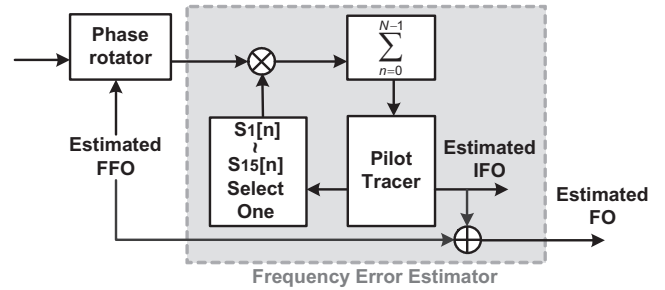 Phase
rotator
N−1
∑
n=0
Estimated
FFO
S1[n]
~
S15[n]
Select
One
Pilot
Tracer
Estimated
IFO
Estimated
FO
Frequency Error Estimator